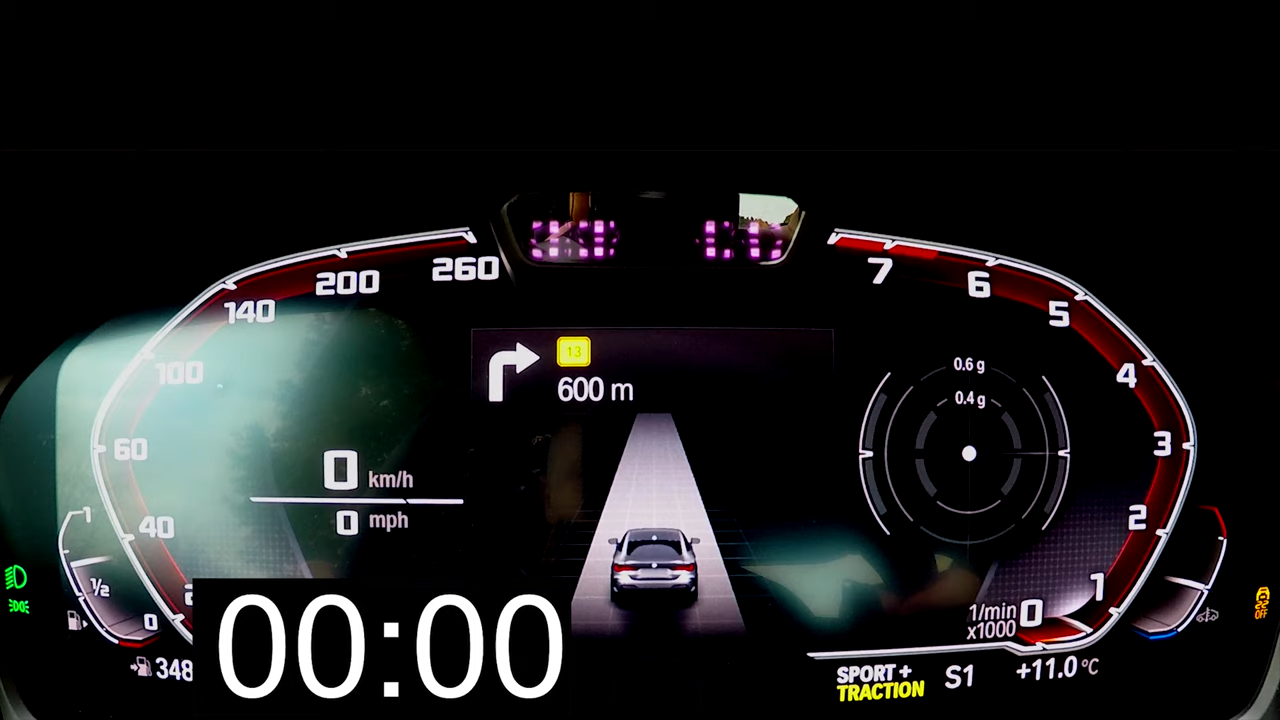 260
7
200
6
140
5
13
100
0.6 g
4
600 m
0.4 g
60
3
0 km/h
0 mph
1
40
2
1/2
0
1
1/min
x1000
0
OFF
348
00:00
SPORT +
TRACTION
S1
+11.0 °C